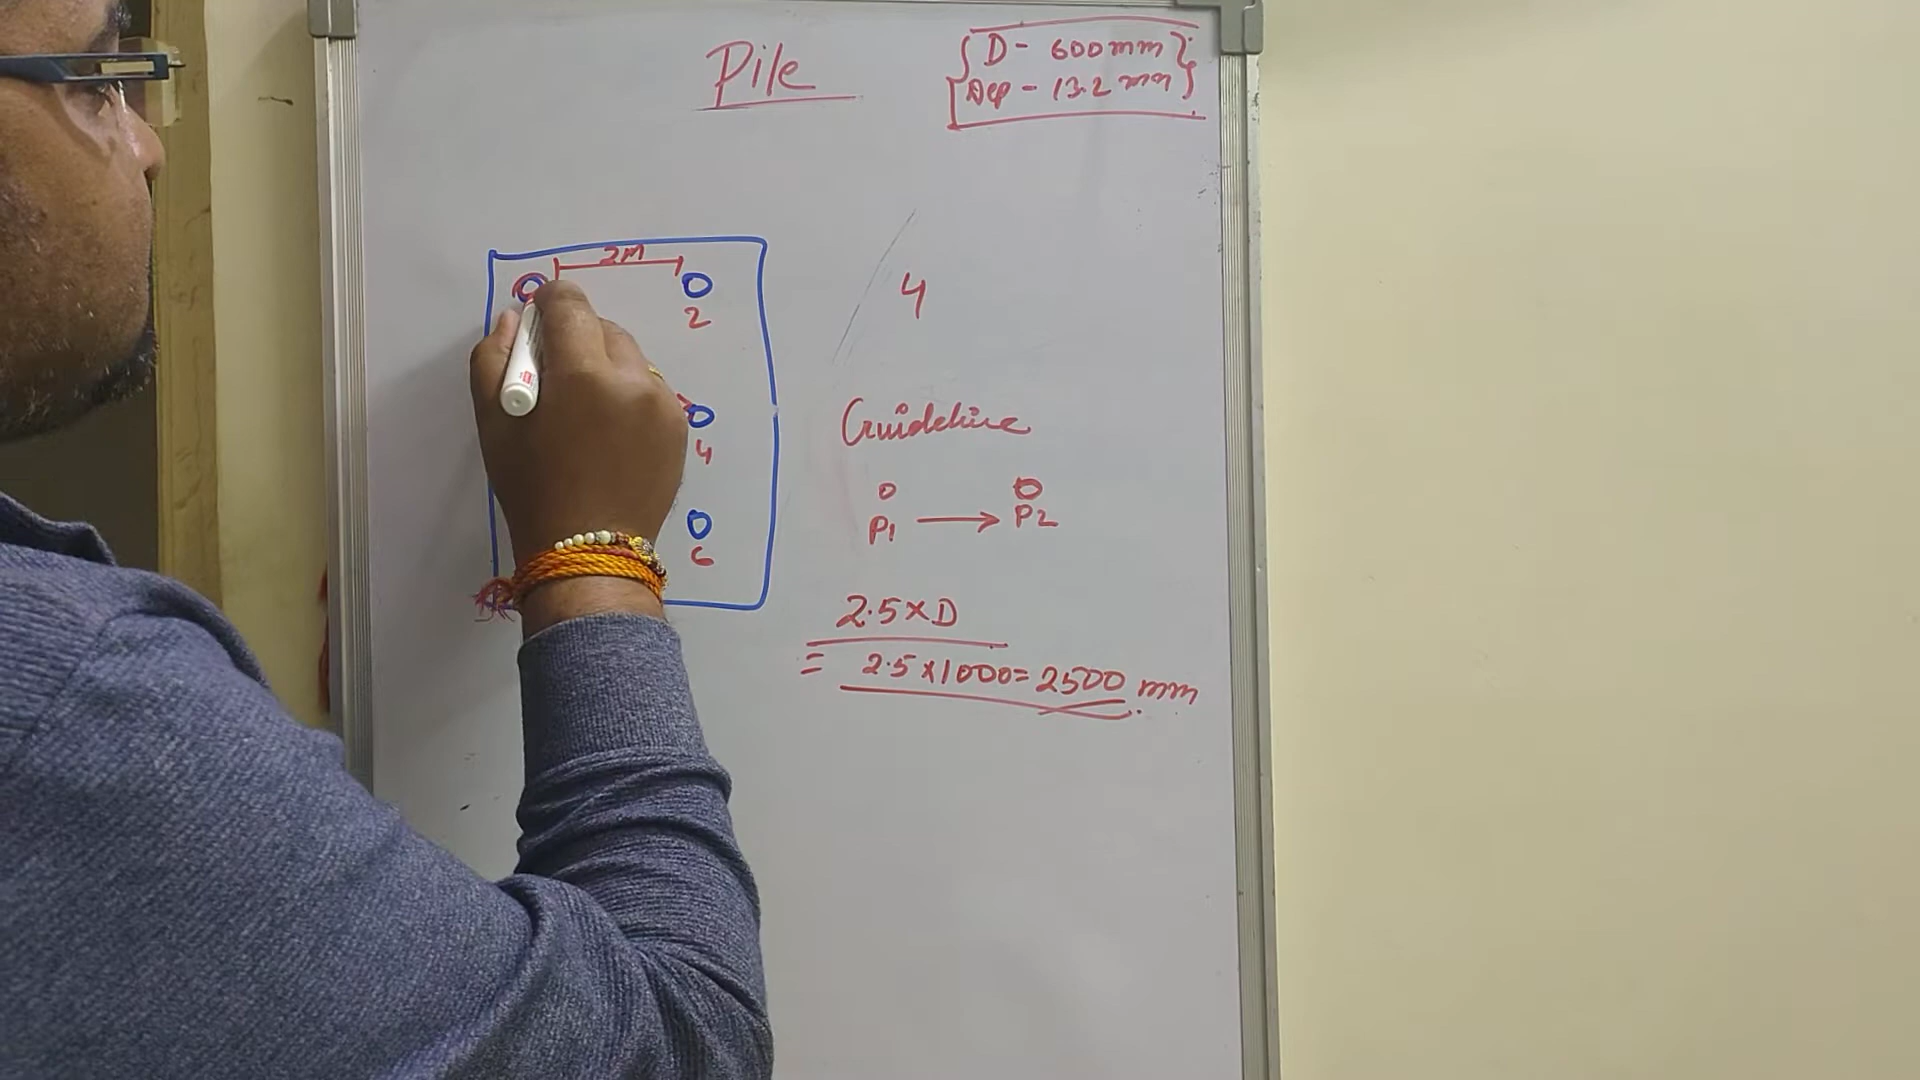 Pile
D - 600mm
Dep - 13.2 mm
2M
2
4
4
6
Guideline
P1 → P2
2.5×D
= 2.5×1000=2500 mm